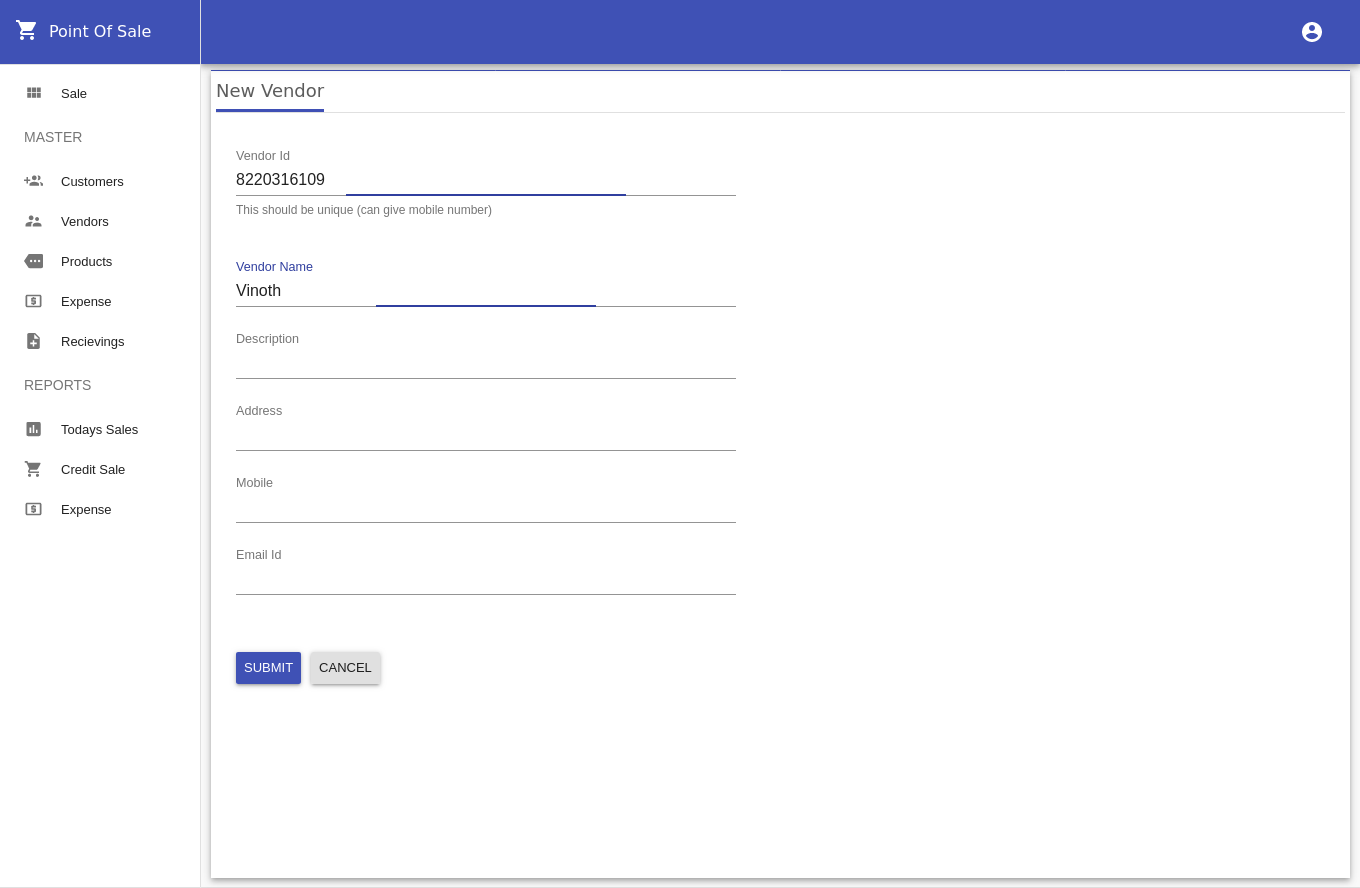 Point Of Sale
Sale
MASTER
Customers
Vendors
Products
Expense
Recievings
REPORTS
Todays Sales
Credit Sale
Expense
New Vendor
Vendor Id
8220316109
This should be unique (can give mobile number)
Vendor Name
Vinoth
Description
Address
Mobile
Email Id
SUBMIT CANCEL